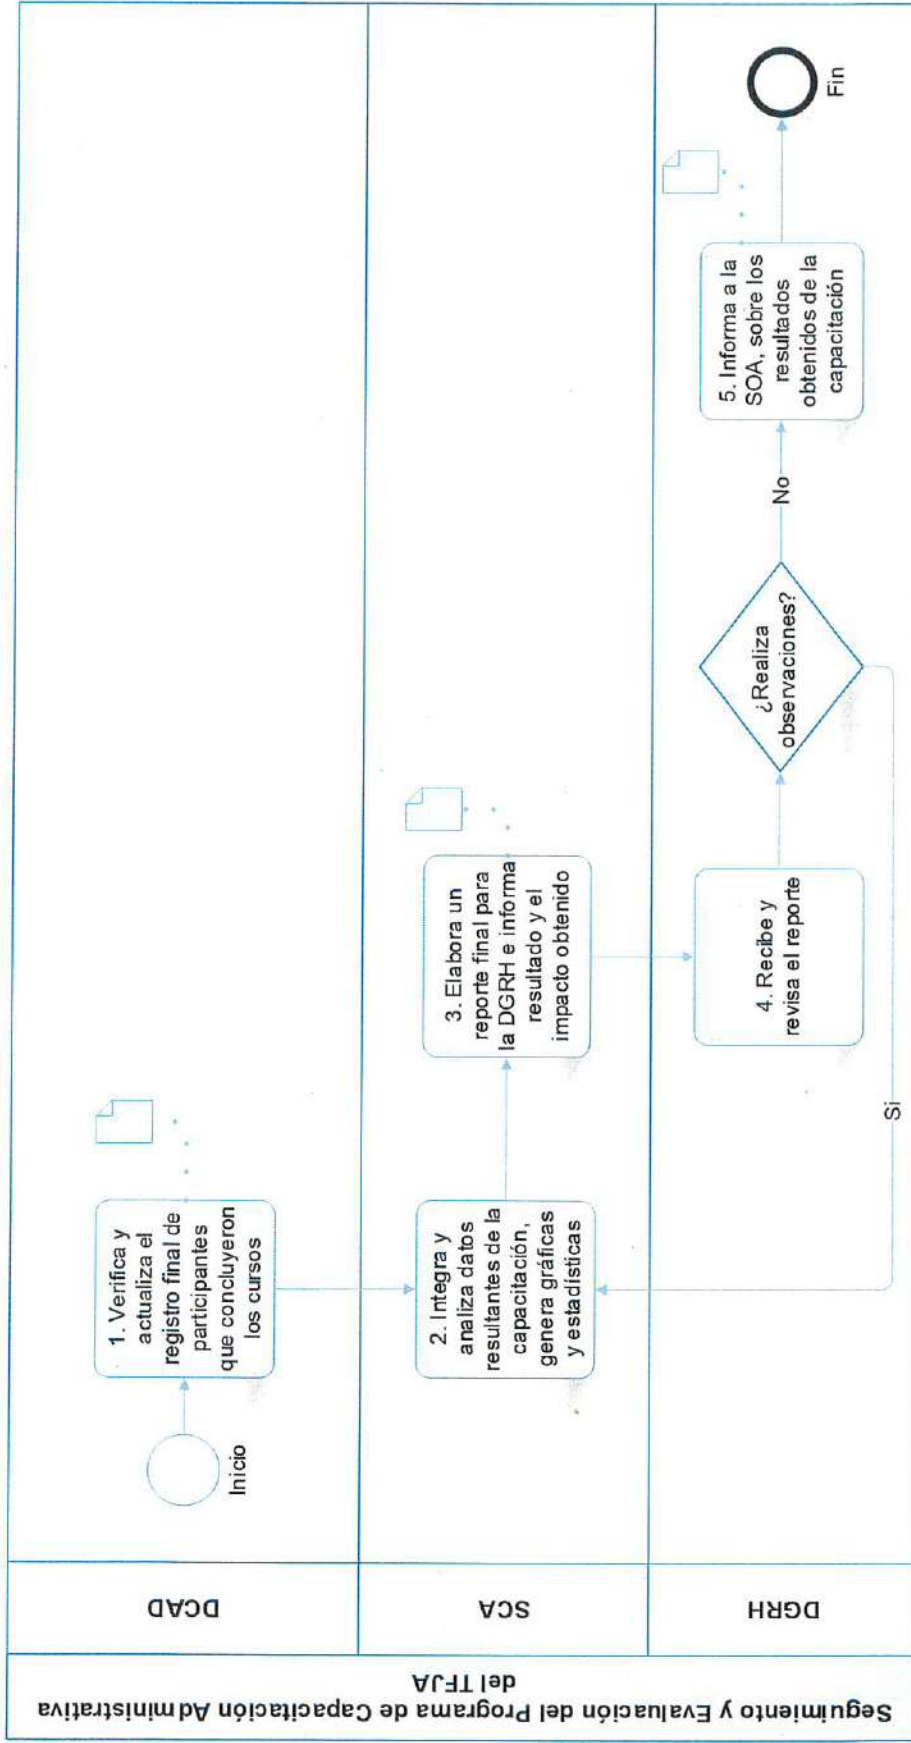 Seguimiento y Evaluación del Programa de Capacitación Administrativa
del TFJA
DCAD
Inicio
1. Verifica y
actualiza el
registro final de
participantes
que concluyeron
los cursos
SCA
2. Integra y
analiza datos
resultantes de la
capacitación,
genera gráficas
y estadísticas
3. Elabora un
reporte final para
la DGRH e informa
resultado y el
impacto obtenido
DGRH
4. Recibe y
revisa el reporte
¿Realiza
observaciones?
Si
No
5. Informa a la
SOA, sobre los
resultados
obtenidos de la
capacitación
Fin